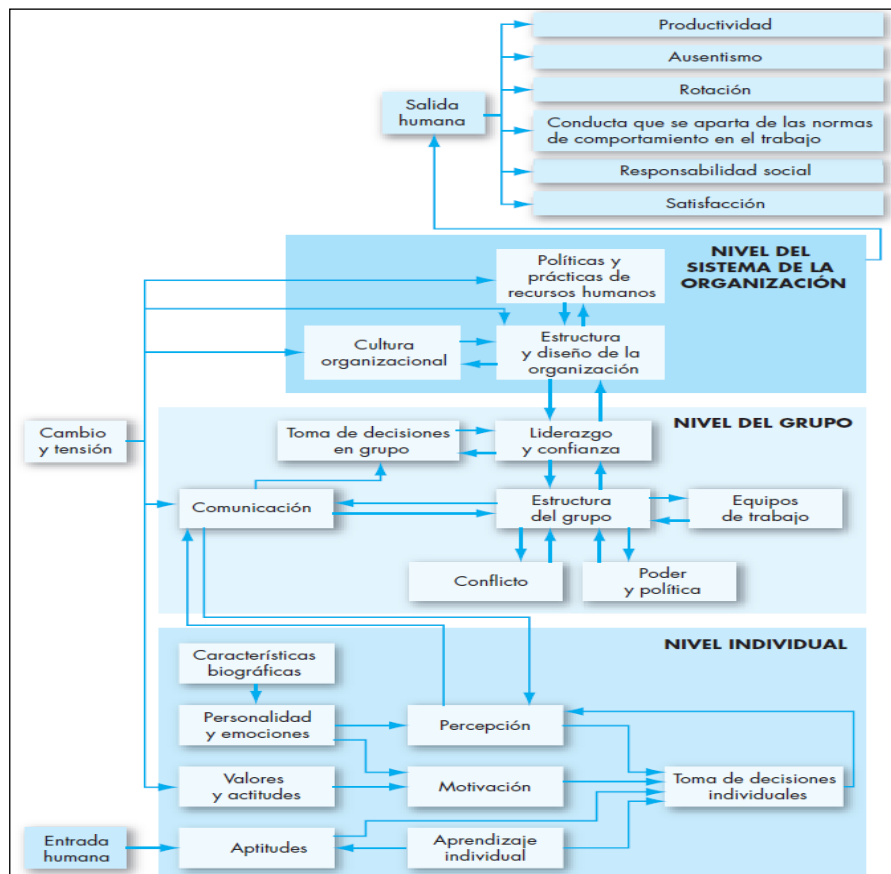 Productividad
Ausentismo
Rotación
Salida
humana
Conducta que se aparta de las normas
de comportamiento en el trabajo
Responsabilidad social
Satisfacción
NIVEL DEL
SISTEMA DE LA
ORGANIZACIÓN
Políticas y
prácticas de
recursos humanos
Cultura
organizacional
Estructura
y diseño de la
organización
NIVEL DEL GRUPO
Cambio
y tensión
Toma de decisiones
en grupo
Liderazgo
y confianza
Comunicación
Estructura
del grupo
Equipos
de trabajo
Conflicto
Poder
y política
NIVEL INDIVIDUAL
Características
biográficas
Personalidad
y emociones
Percepción
Valores
y actitudes
Motivación
Toma de decisiones
individuales
Entrada
humana
Aptitudes
Aprendizaje
individual